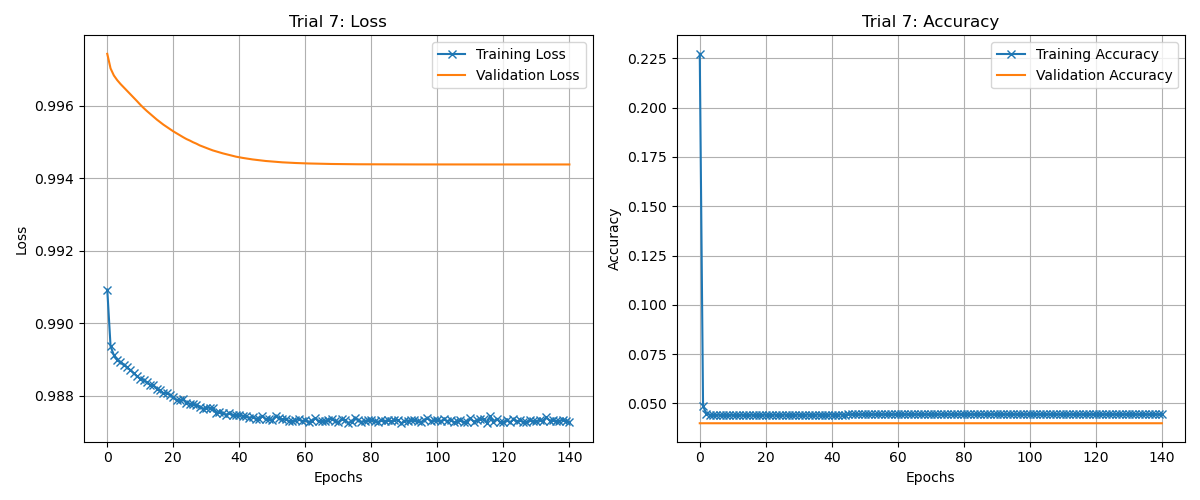 Trial 7: Loss
Training Loss
Validation Loss
0.996
0.994
0.992
0.990
0.988
Loss
0 20 40 60 80 100 120 140
Epochs
Trial 7: Accuracy
Training Accuracy
Validation Accuracy
0.225
0.200
0.175
0.150
0.125
0.100
0.075
0.050
Accuracy
0 20 40 60 80 100 120 140
Epochs